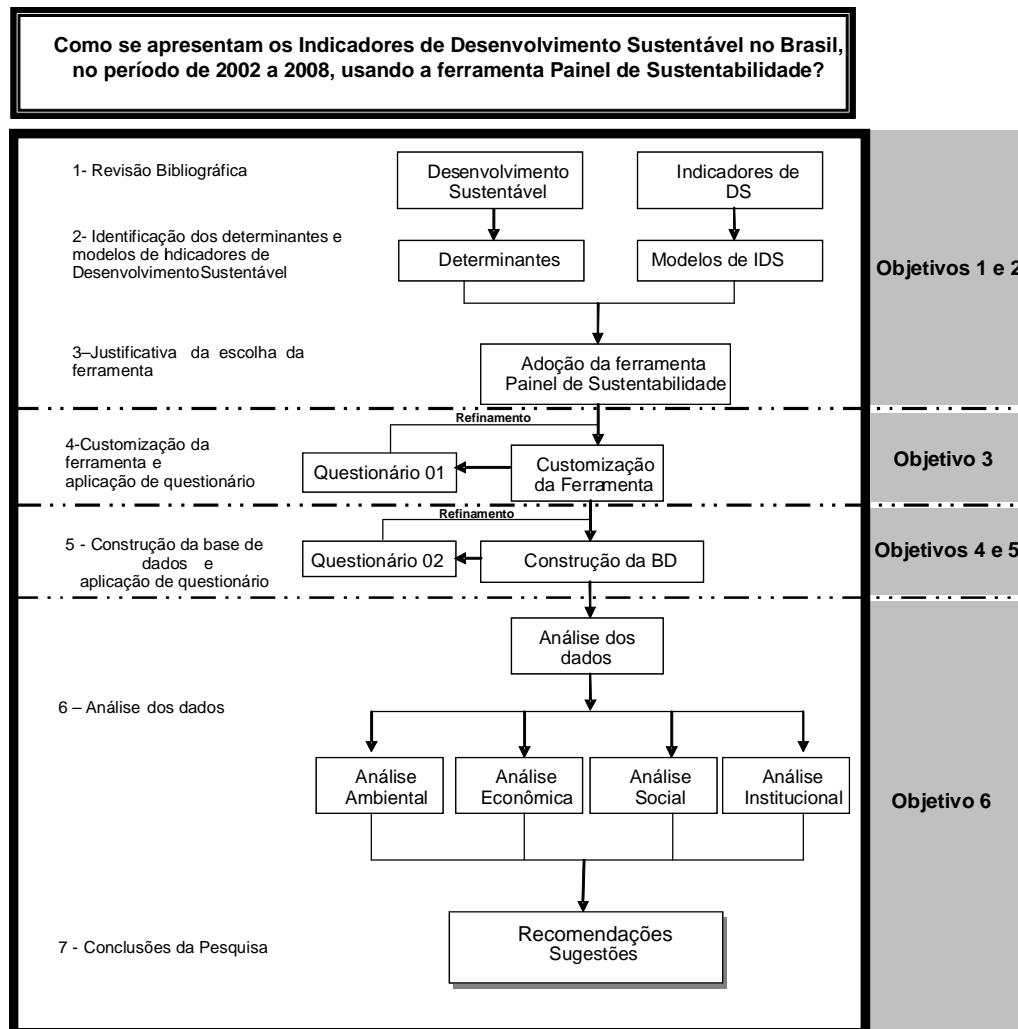 Como se apresentam os Indicadores de Desenvolvimento Sustentável no Brasil,
no período de 2002 a 2008, usando a ferramenta Painel de Sustentabilidade?
1- Revisão Bibliográfica
Desenvolvimento
Sustentável
Indicadores de
DS
2- Identificação dos determinantes e
modelos de Indicadores de
Desenvolvimento Sustentável
Determinantes
Modelos de IDS
Objetivos 1 e 2
3–Justificativa da escolha da
ferramenta
Adoção da ferramenta
Painel de Sustentabilidade
Refinamento
4-Customização da
ferramenta e
aplicação de questionário
Questionário 01
Customização
da Ferramenta
Objetivo 3
Refinamento
5 - Construção da base de
dados e
aplicação de questionário
Questionário 02
Construção da BD
Objetivos 4 e 5
Análise dos
dados
6 – Análise dos dados
Análise
Ambiental
Análise
Econômica
Análise
Social
Análise
Institucional
Objetivo 6
7 - Conclusões da Pesquisa
Recomendações
Sugestões